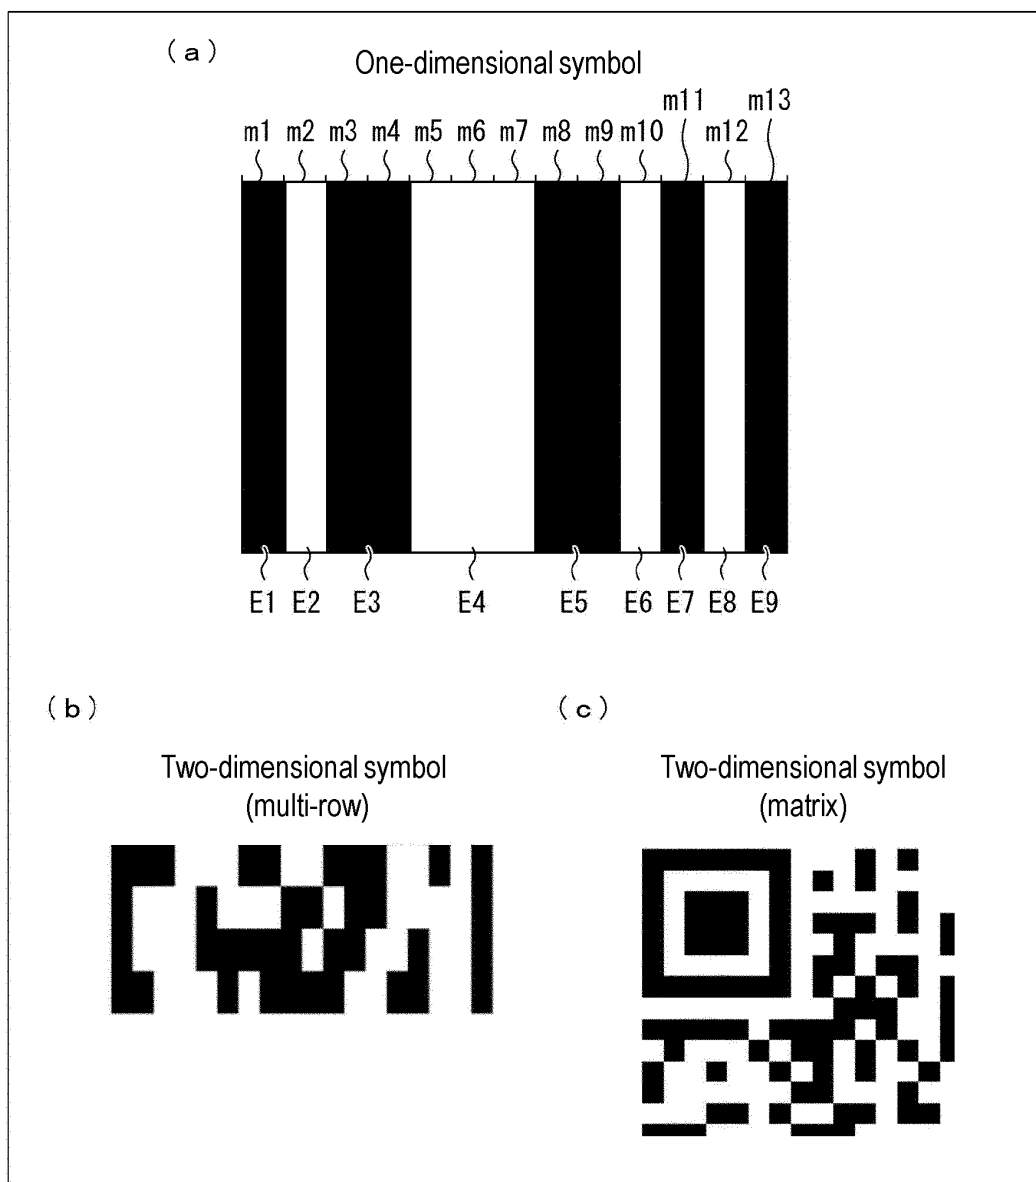 (a)
One-dimensional symbol
m11 m13
m1 m2 m3 m4 m5 m6 m7 m8 m9 m10 m12
E1 E2 E3 E4 E5 E6 E7 E8 E9
(b)
(c)
Two-dimensional symbol
(multi-row)
Two-dimensional symbol
(matrix)